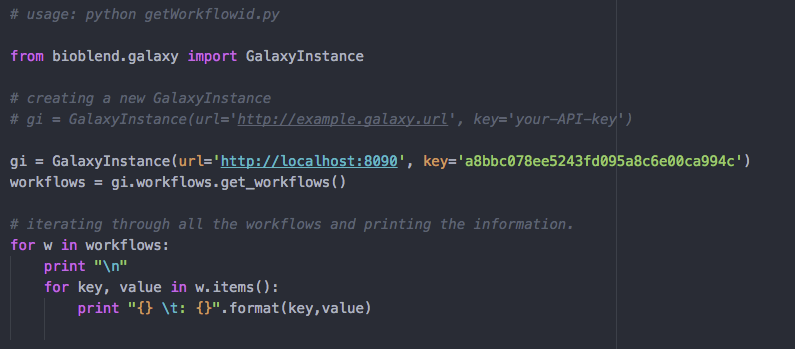 # usage: python getWorkflowid.py
from bioblend.galaxy import GalaxyInstance
# creating a new GalaxyInstance
# gi = GalaxyInstance(url='http://example.galaxy.url', key='your-API-key')
gi = GalaxyInstance(url='http://localhost:8090', key='a8bbc078ee5243fd095a8c6e00ca994c')
workflows = gi.workflows.get_workflows()
# iterating through all the workflows and printing the information.
for w in workflows:
    print "\n"
    for key, value in w.items():
        print "{} \t: {}".format(key,value)